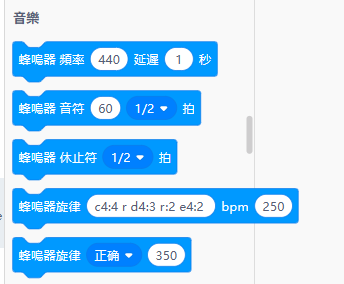 音樂
蜂鳴器 頻率 440 延遲 1 秒
蜂鳴器 音符 60 1/2 拍
蜂鳴器 休止符 1/2 拍
蜂鳴器旋律 c4:4 r d4:3 r:2 e4:2 bpm 250
蜂鳴器旋律 正确 350